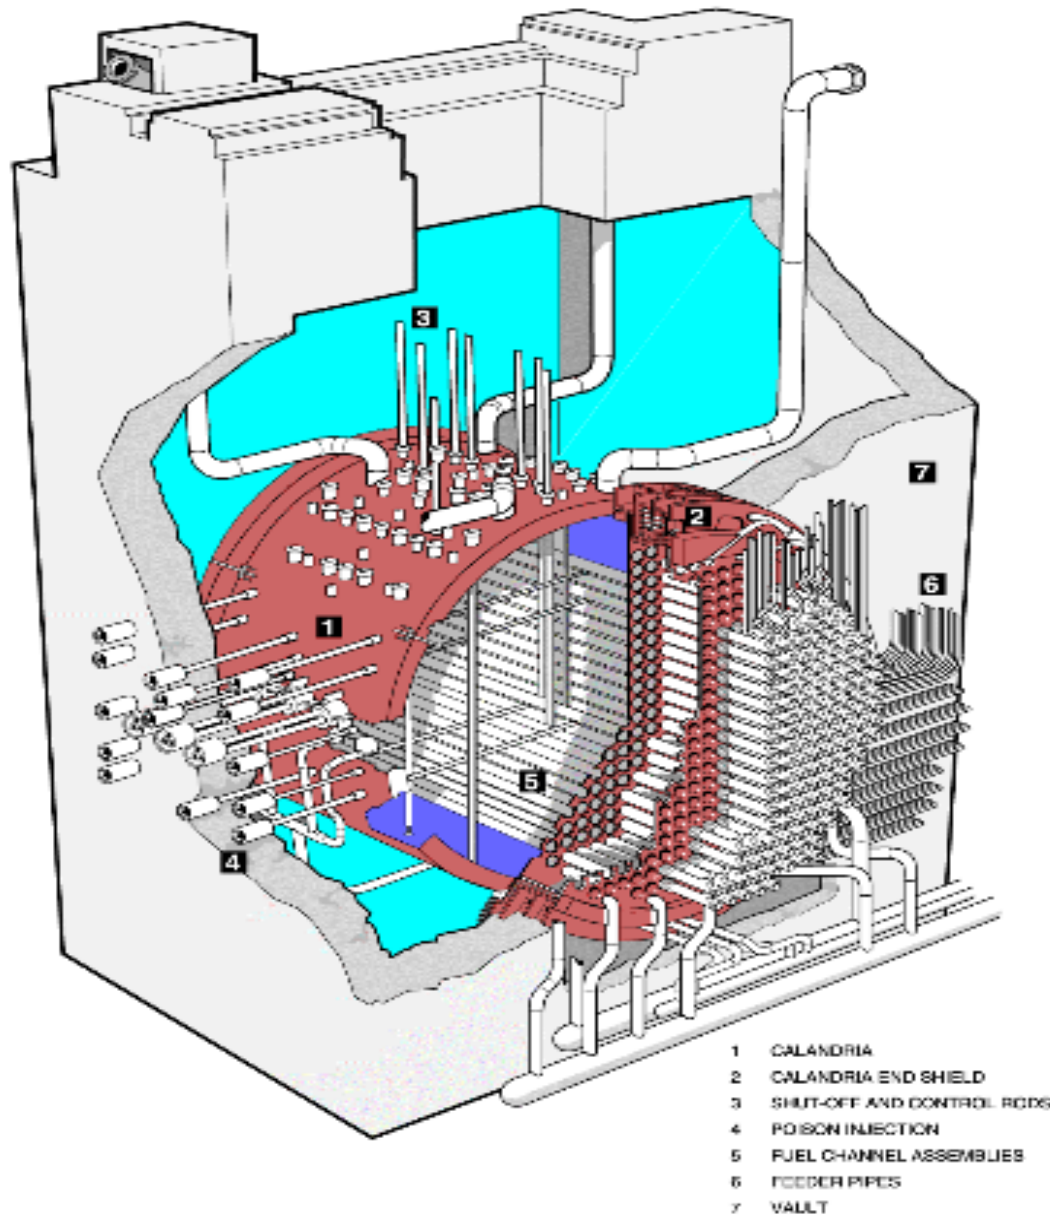 3
2
7
6
1
5
4
1 CALANDRIA
2 CALANDRIA END SHIELD
3 SHUT-OFF AND CONTROL RODS
4 POISON INJECTION
5 FUEL CHANNEL ASSEMBLIES
6 FEEDER PIPES
7 VAULT